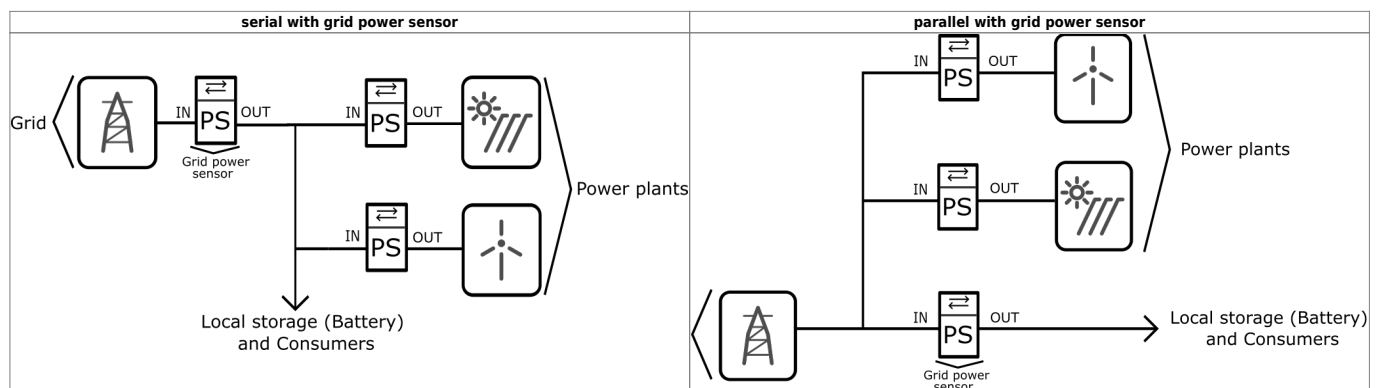 serial with grid power sensor
Grid
IN
PS
OUT
Grid power
sensor
IN
PS
OUT
IN
PS
OUT
Power plants
Local storage (Battery)
and Consumers
parallel with grid power sensor
IN
PS
OUT
IN
PS
OUT
Power plants
IN
PS
OUT
Grid power
sensor
Local storage (Battery)
and Consumers